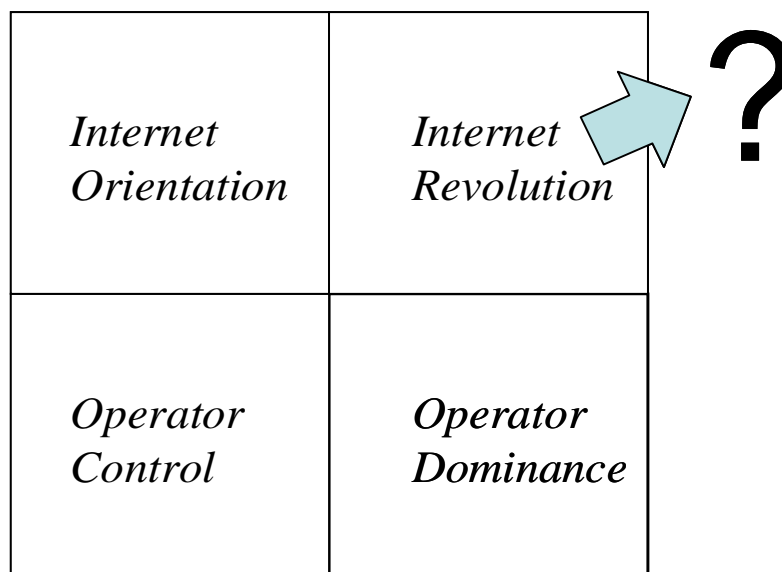 Internet
Orientation
Internet
Revolution
?
Operator
Control
Operator
Dominance